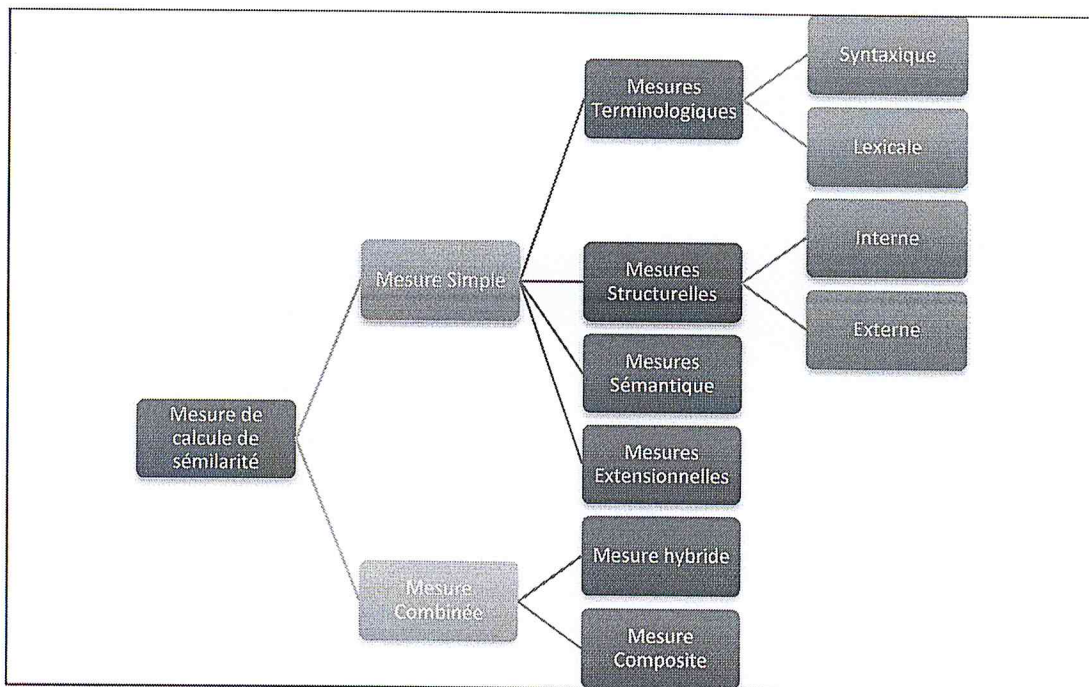 Syntaxique
Mesures
Terminologiques
Lexicale
Interne
Mesure Simple
Mesures
Structurelles
Externe
Mesures
Sémantique
Mesure de
calcule de
sémilarité
Mesures
Extensionnelles
Mesure hybride
Mesure
Combinée
Mesure
Composite